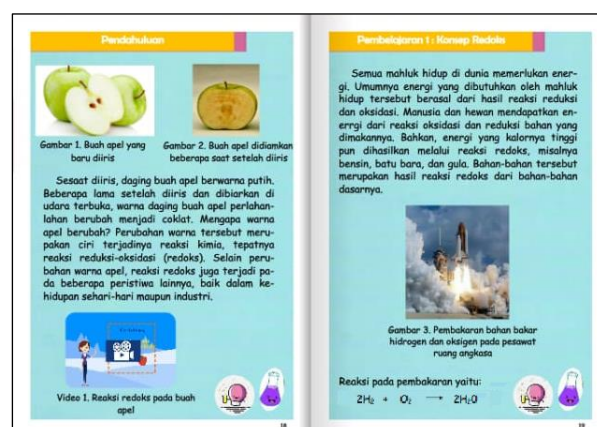 Pendahuluan
Gambar 1. Buah apel yang
baru diiris
Gambar 2. Buah apel didiamkan
beberapa saat setelah diiris
Sesaat diiris, daging buah apel berwarna putih.
Beberapa lama setelah diiris dan dibiarkan di
udara terbuka, warna daging buah apel perlahan-
lahan berubah menjadi coklat. Mengapa warna
apel berubah? Perubahan warna tersebut meru-
pakan ciri terjadinya reaksi kimia, tepatnya
reaksi reduksi-oksidasi (redoks). Selain peru-
bahan warna apel, reaksi redoks juga terjadi pa-
da beberapa peristiwa lainnya, baik dalam ke-
hidupan sehari-hari maupun industri.
Video 1. Reaksi redoks pada buah
apel
Pembelajaran 1 : Konsep Redoks
Semua mahluk hidup di dunia memerlukan ener-
gi. Umumnya energi yang dibutuhkan oleh mahluk
hidup tersebut berasal dari hasil reaksi reduksi
dan oksidasi. Manusia dan hewan mendapatkan en-
errgi dari reaksi oksidasi dan reduksi bahan yang
dimakannya. Bahkan, energi yang kalornya tinggi
pun dihasilkan melalui reaksi redoks, misalnya
bensin, batu bara, dan gula. Bahan-bahan tersebut
merupakan hasil reaksi redoks dari bahan-bahan
dasarnya.
Gambar 3. Pembakaran bahan bakar
hidrogen dan oksigen pada pesawat
ruang angkasa
Reaksi pada pembakaran yaitu:
2H₂ + O₂ → 2H₂O